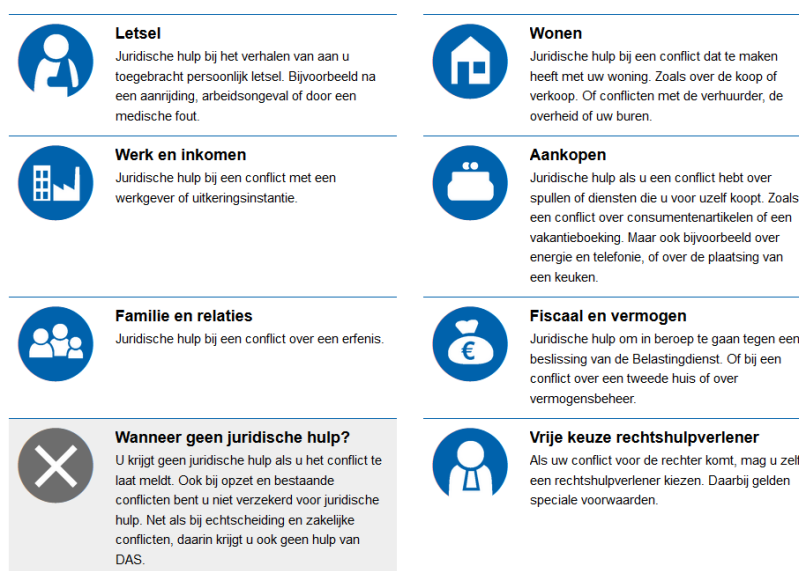 Letsel
Juridische hulp bij het verhalen van aan u
toegebracht persoonlijk letsel. Bijvoorbeeld na
een aanrijding, arbeidsongeval of door een
medische fout.
Wonen
Juridische hulp bij een conflict dat te maken
heeft met uw woning. Zoals over de koop of
verkoop. Of conflicten met de verhuurder, de
overheid of uw buren.
Werk en inkomen
Juridische hulp bij een conflict met een
werkgever of uitkeringsinstantie.
Aankopen
Juridische hulp als u een conflict hebt over
spullen of diensten die u voor uzelf koopt. Zoals
een conflict over consumentenartikelen of een
vakantieboeking. Maar ook bijvoorbeeld over
energie en telefonie, of over de plaatsing van
een keuken.
Familie en relaties
Juridische hulp bij een conflict over een erfenis.
Fiscaal en vermogen
Juridische hulp om in beroep te gaan tegen een
beslissing van de Belastingdienst. Of bij een
conflict over een tweede huis of over
vermogensbeheer.
€
Wanneer geen juridische hulp?
U krijgt geen juridische hulp als u het conflict te
laat meldt. Ook bij opzet en bestaande
conflicten bent u niet verzekerd voor juridische
hulp. Net als bij echtscheiding en zakelijke
conflicten, daarin krijgt u ook geen hulp van
DAS.
Vrije keuze rechtshulpverlener
Als uw conflict voor de rechter komt, mag u zelf
een rechtshulpverlener kiezen. Daarbij gelden
speciale voorwaarden.